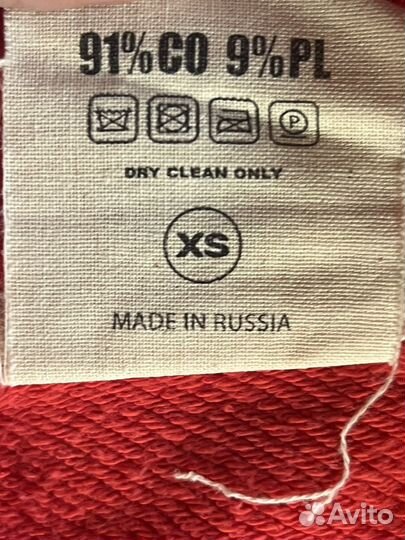 91% CO 9% PL
P
DRY CLEAN ONLY
XS
MADE IN RUSSIA
Avito